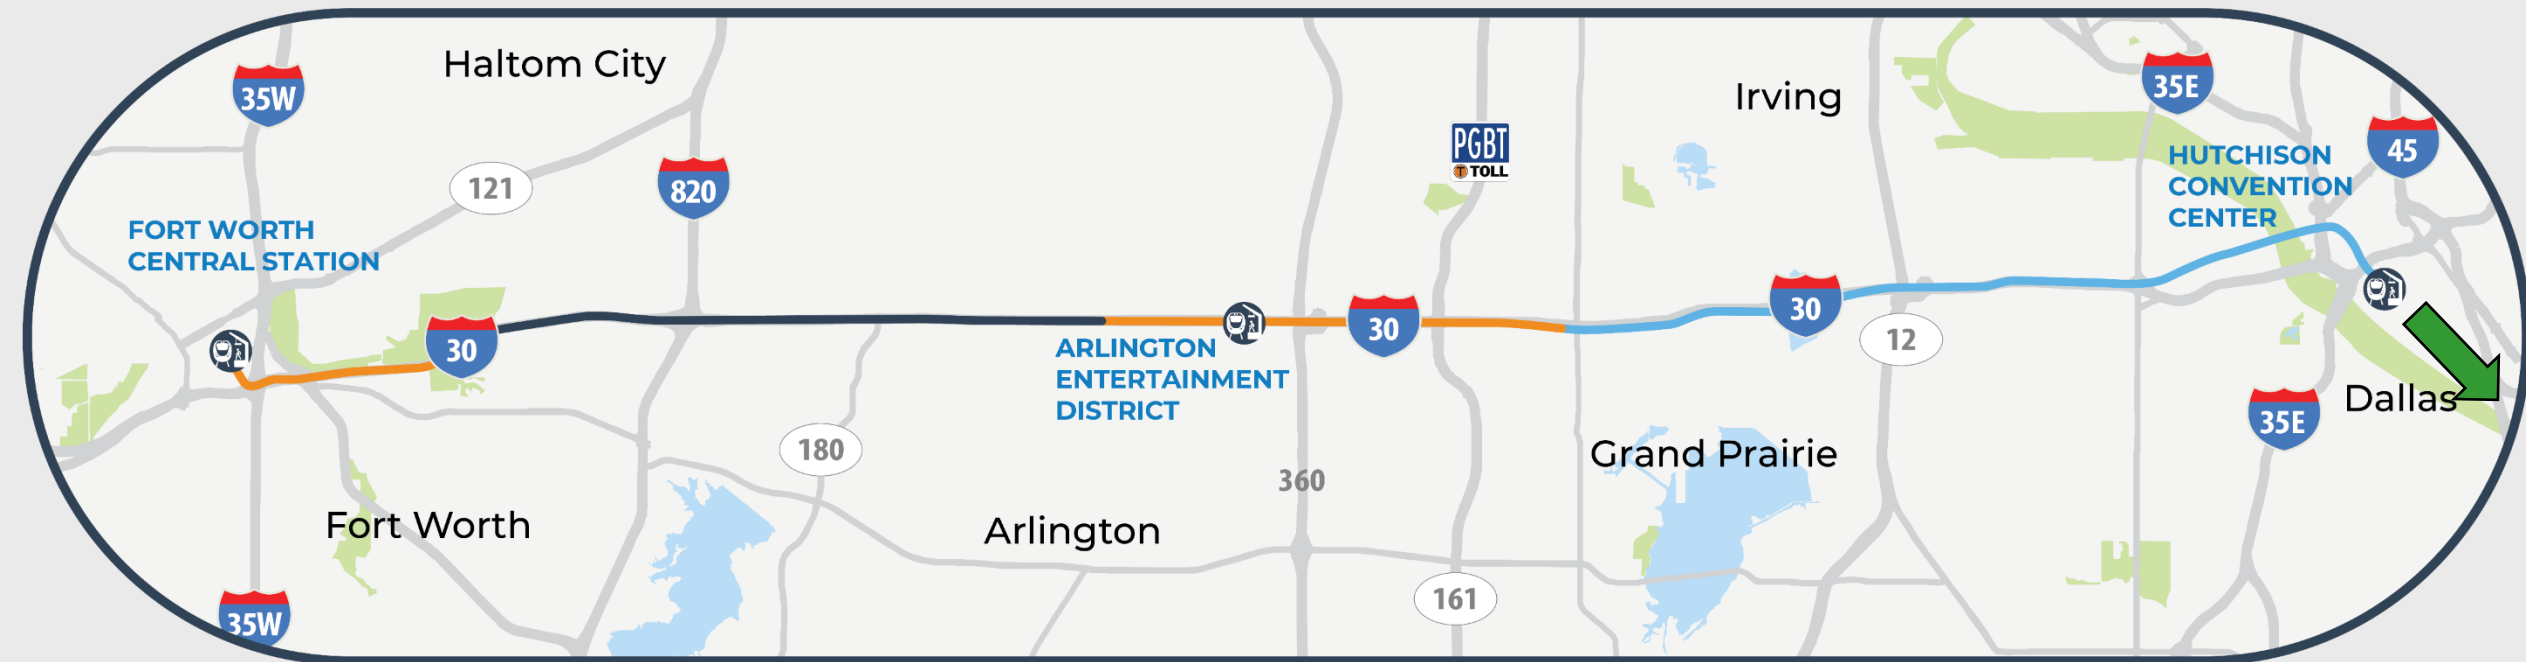 Haltom City
Irving
35W
35E
PGBT
TOLL
45
121
820
HUTCHISON
CONVENTION
CENTER
FORT WORTH
CENTRAL STATION
30
30
30
12
ARLINGTON
ENTERTAINMENT
DISTRICT
Dallas
35E
180
Grand Prairie
360
Fort Worth
Arlington
161
35W